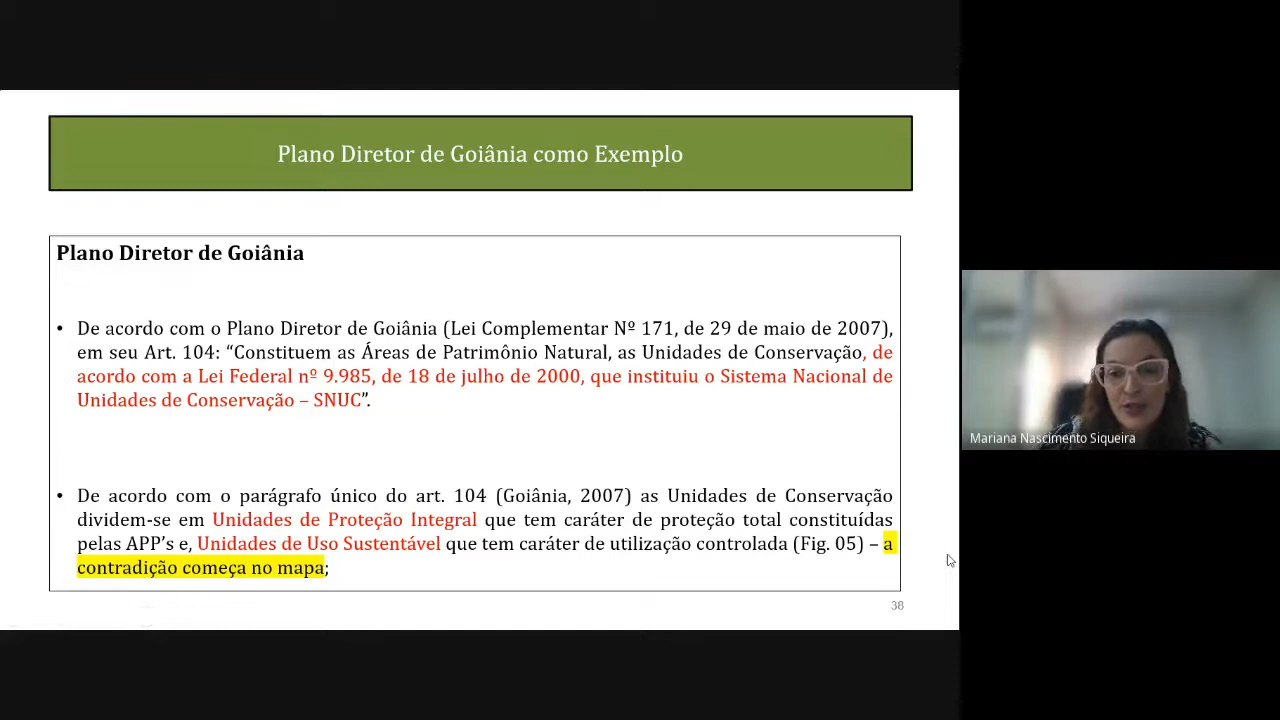 Plano Diretor de Goiânia como Exemplo
Plano Diretor de Goiânia
• De acordo com o Plano Diretor de Goiânia (Lei Complementar Nº 171, de 29 de maio de 2007),
em seu Art. 104: “Constituem as Áreas de Patrimônio Natural, as Unidades de Conservação, de
acordo com a Lei Federal nº 9.985, de 18 de julho de 2000, que instituiu o Sistema Nacional de
Unidades de Conservação – SNUC”.
• De acordo com o parágrafo único do art. 104 (Goiânia, 2007) as Unidades de Conservação
dividem-se em Unidades de Proteção Integral que tem caráter de proteção total constituídas
pelas APP’s e, Unidades de Uso Sustentável que tem caráter de utilização controlada (Fig. 05) – a
contradição começa no mapa;
38
Mariana Nascimento Siqueira